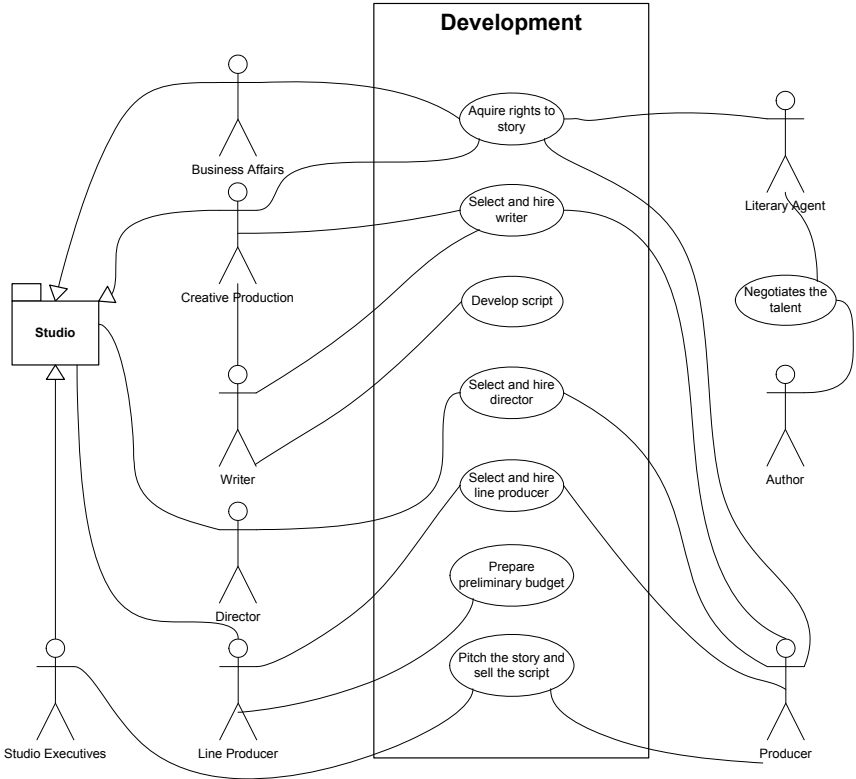 Development
Aquire rights to
story
Business Affairs
Literary Agent
Select and hire
writer
Creative Production
Negotiates the
talent
Develop script
Studio
Select and hire
director
Writer
Author
Select and hire
line producer
Prepare
preliminary budget
Director
Pitch the story and
sell the script
Studio Executives
Line Producer
Producer